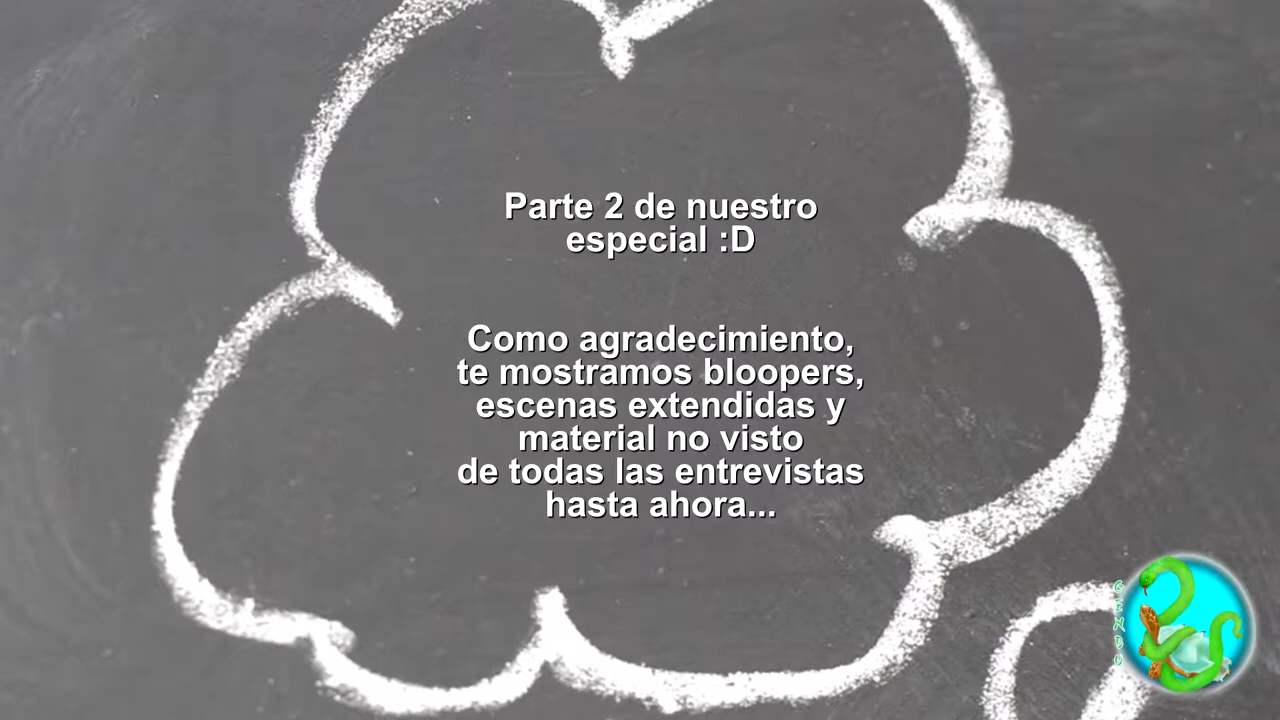 Parte 2 de nuestro
especial :D
Como agradecimiento,
te mostramos bloopers,
escenas extendidas y
material no visto
de todas las entrevistas
hasta ahora...